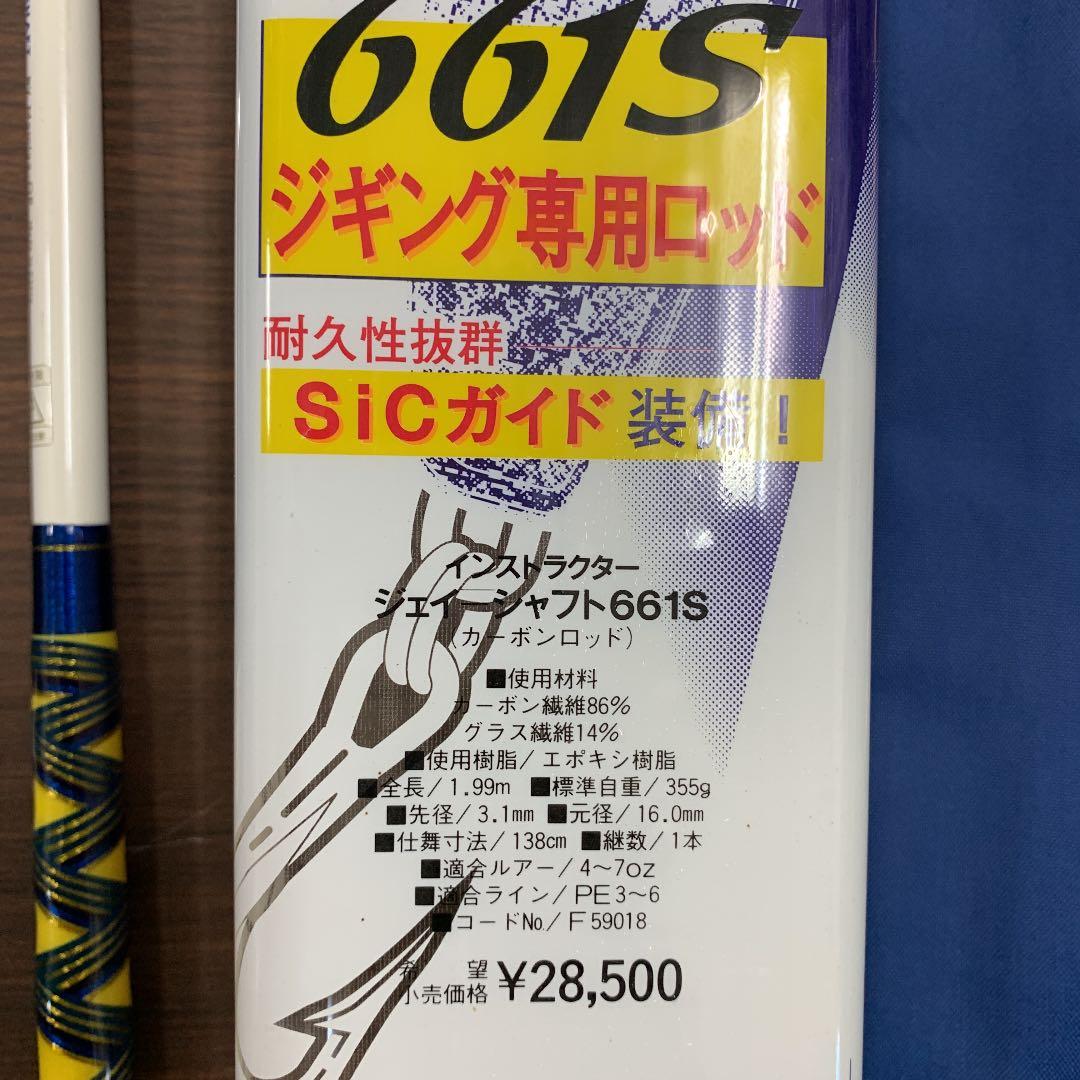 661S
ジギング専用ロッド
耐久性抜群
SiCガイド 装備！
インストラクター
ジェイーシャフト661S
(カーボンロッド)
■使用材料
カーボン繊維86%
グラス繊維14%
■使用樹脂/エポキシ樹脂
■全長/1.99m ■標準自重/355g
■先径/3.1mm ■元径/16.0mm
■仕舞寸法/138cm ■継数/1本
■適合ルアー/4〜7oz
■適合ライン/PE3〜6
■コードNo./F59018
希望
小売価格 ¥28,500